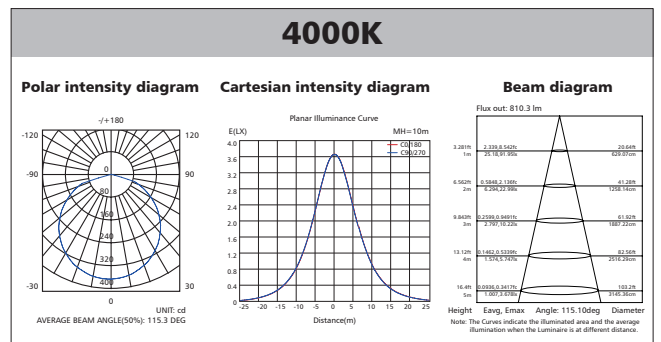 4000K
Polar intensity diagram
Cartesian intensity diagram
Beam diagram
-/+180
-120
120
-90
90
0
80
160
240
320
400
-30
30
0
UNIT: cd
AVERAGE BEAM ANGLE(50%): 115.3 DEG
Planar Illuminance Curve
E(LX)
MH=10m
C0/180
C90/270
4.0
3.6
3.2
2.8
2.4
2.0
1.6
1.2
0.8
0.4
0
-25 -20 -15 -10 -5 0 5 10 15 20 25
Distance(m)
Flux out: 810.3 lm
3.281ft 2.339,8.542fc 20.64ft
1m 25.18,91.95lx 629.07cm
6.562ft 0.5848,2.136fc 41.28ft
2m 6.294,22.99lx 1258.14cm
9.843ft 0.2599,0.9491fc 61.92ft
3m 2.797,10.22lx 1887.22cm
13.12ft 0.1462,0.5339fc 82.56ft
4m 1.574,5.747lx 2516.29cm
16.4ft 0.0936,0.3417fc 103.2ft
5m 1.007,3.678lx 3145.36cm
Height Eavg, Emax Angle: 115.10deg Diameter
Note: The Curves indicate the illuminated area and the average
illumination when the Luminaire is at different distance.